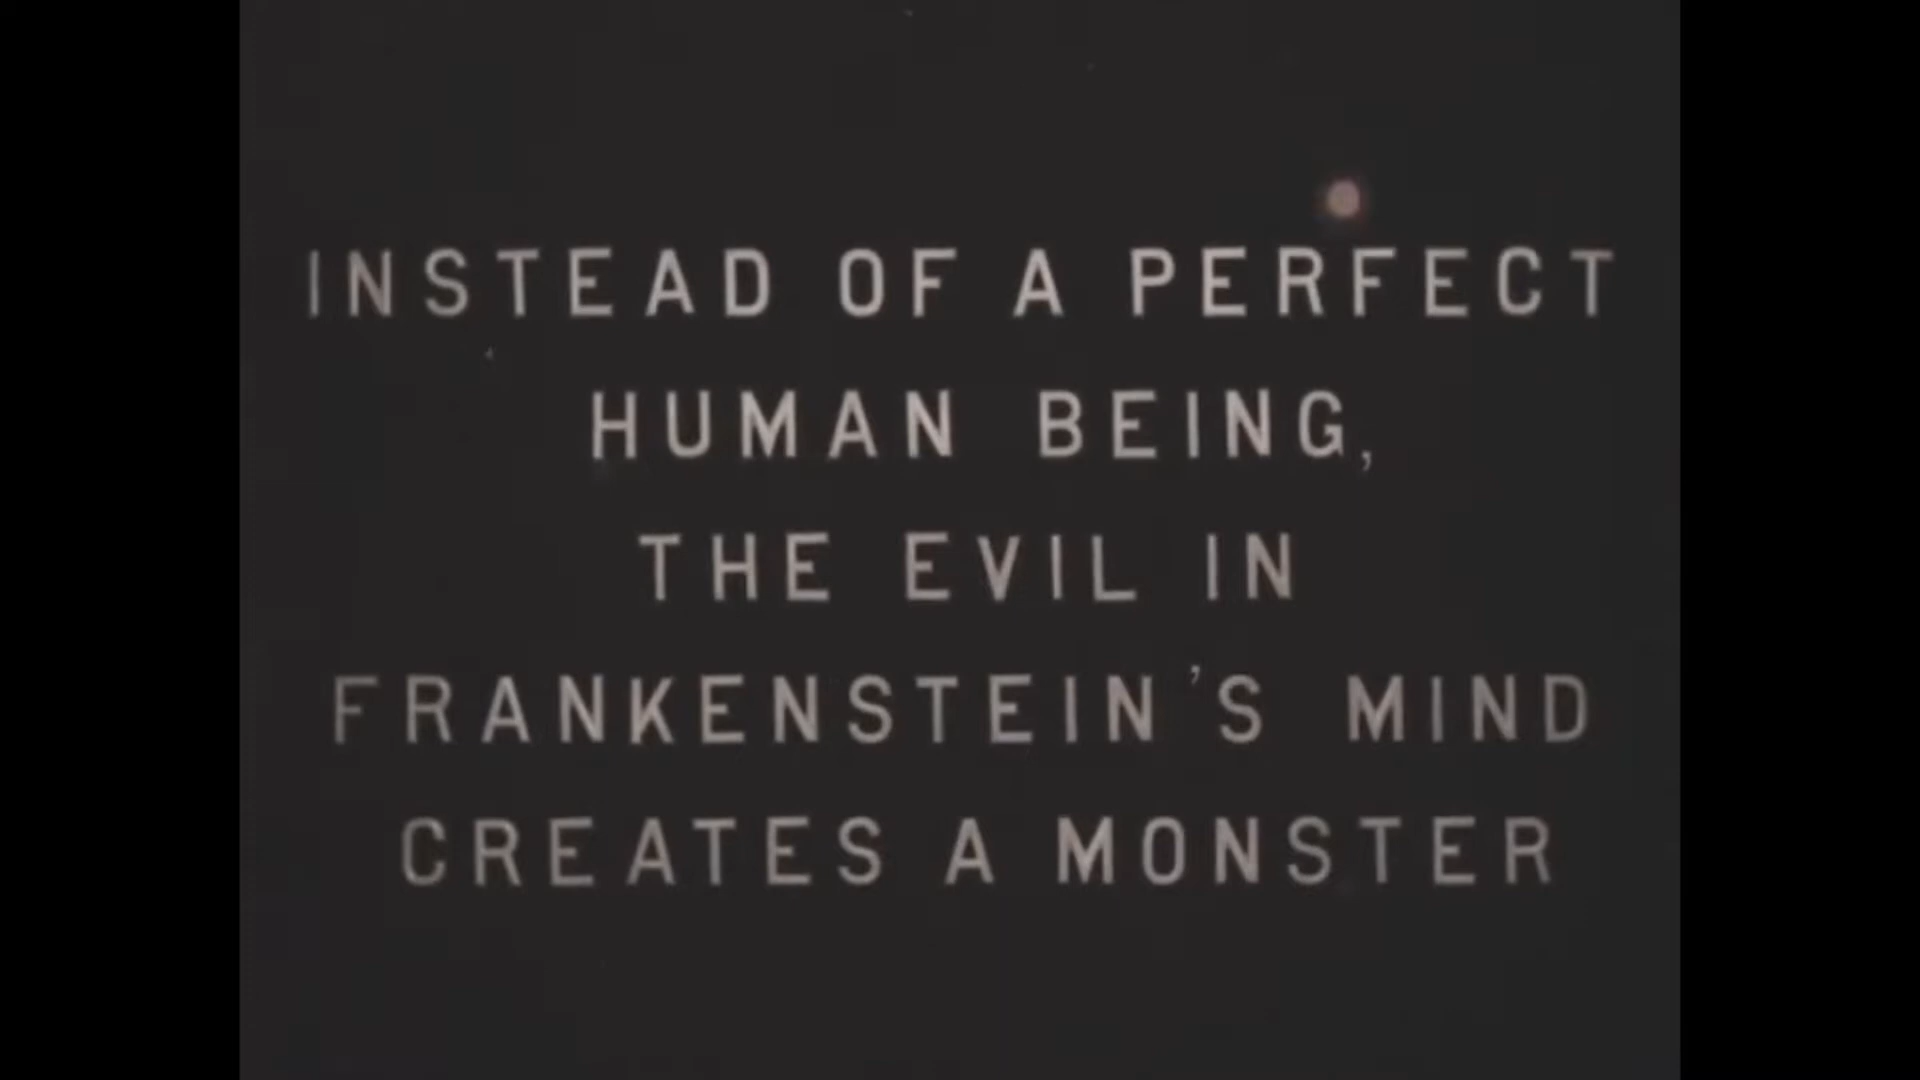 INSTEAD OF A PERFECT
HUMAN BEING,
THE EVIL IN
FRANKENSTEIN'S MIND
CREATES A MONSTER